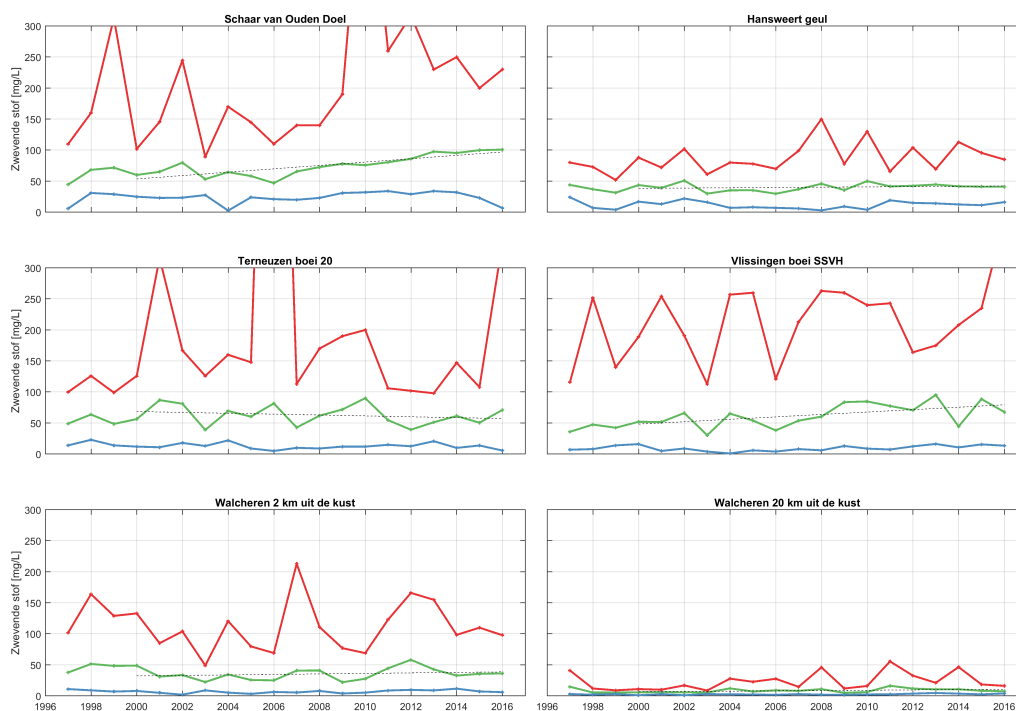 Schaar van Ouden Doel
Hansweert geul
300
250
200
150
100
50
0
Zwevende stof [mg/L]
Terneuzen boei 20
Vlissingen boei SSVH
300
250
200
150
100
50
0
Zwevende stof [mg/L]
Walcheren 2 km uit de kust
Walcheren 20 km uit de kust
300
250
200
150
100
50
0
Zwevende stof [mg/L]
1996 1998 2000 2002 2004 2006 2008 2010 2012 2014 2016
1996 1998 2000 2002 2004 2006 2008 2010 2012 2014 2016